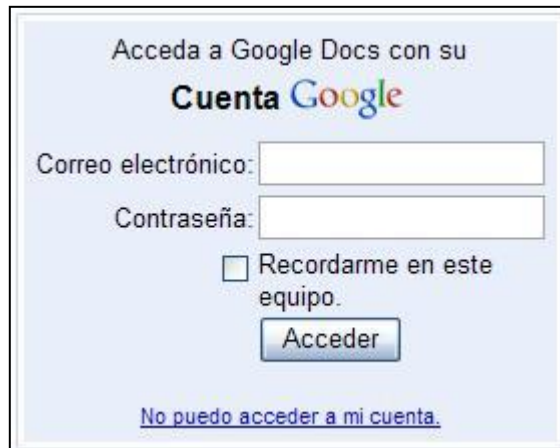 Acceda a Google Docs con su
Cuenta Google
Correo electrónico:
Contraseña:
Recordarme en este
equipo.
Acceder
No puedo acceder a mi cuenta.